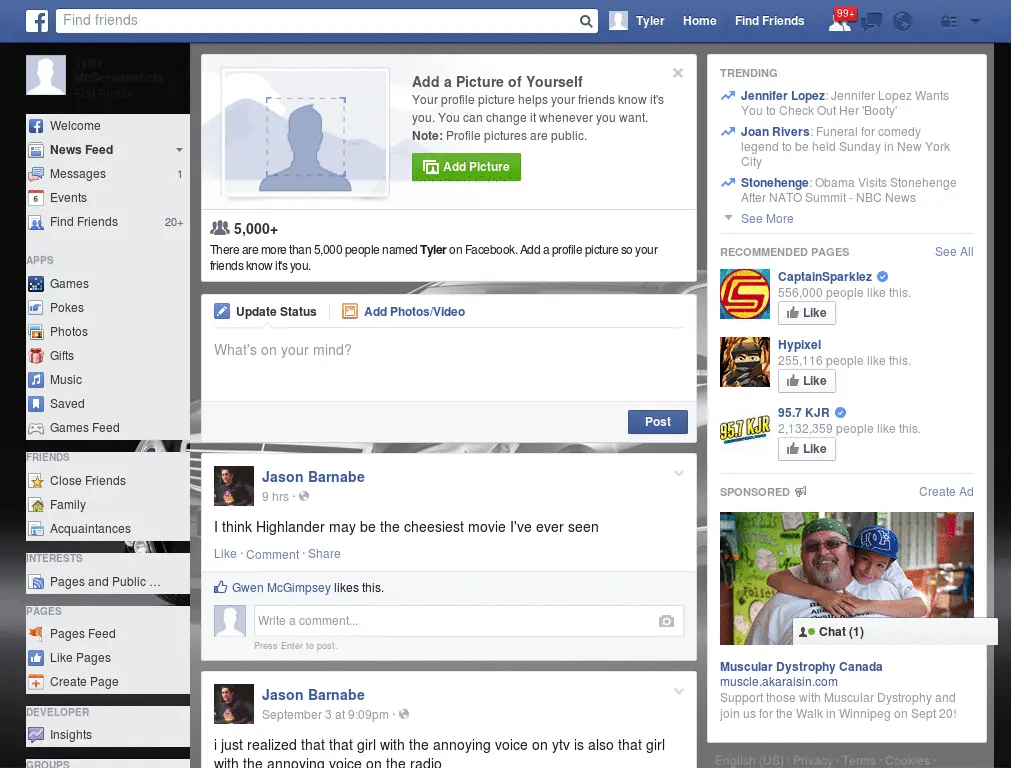 Find friends
Tyler
Home
Find Friends
99+
Tyler
McScreenshots
Edit Profile
Welcome
News Feed
Messages 1
6 Events
Find Friends 20+
APPS
Games
Pokes
Photos
Gifts
Music
Saved
Games Feed
FRIENDS
Close Friends
Family
Acquaintances
INTERESTS
Pages and Public ...
PAGES
Pages Feed
Like Pages
Create Page
DEVELOPER
Insights
GROUPS
Add a Picture of Yourself
Your profile picture helps your friends know it's
you. You can change it whenever you want.
Note: Profile pictures are public.
Add Picture
5,000+
There are more than 5,000 people named Tyler on Facebook. Add a profile picture so your
friends know it's you.
Update Status
Add Photos/Video
What's on your mind?
Post
Jason Barnabe
9 hrs ·
I think Highlander may be the cheesiest movie I've ever seen
Like · Comment · Share
Gwen McGimpsey likes this.
Write a comment...
Press Enter to post.
Jason Barnabe
September 3 at 9:09pm ·
i just realized that that girl with the annoying voice on ytv is also that girl
with the annoying voice on the radio
TRENDING
Jennifer Lopez: Jennifer Lopez Wants
You to Check Out Her 'Booty'
Joan Rivers: Funeral for comedy
legend to be held Sunday in New York
City
Stonehenge: Obama Visits Stonehenge
After NATO Summit - NBC News
See More
RECOMMENDED PAGES See All
CaptainSparklez
556,000 people like this.
Like
Hypixel
255,116 people like this.
Like
95.7 KJR
95.7 KJR
2,132,359 people like this.
Like
SPONSORED Create Ad
Chat (1)
Muscular Dystrophy Canada
muscle.akaraisin.com
Support those with Muscular Dystrophy and
join us for the Walk in Winnipeg on Sept 20!
English (US) · Privacy · Terms · Cookies ·